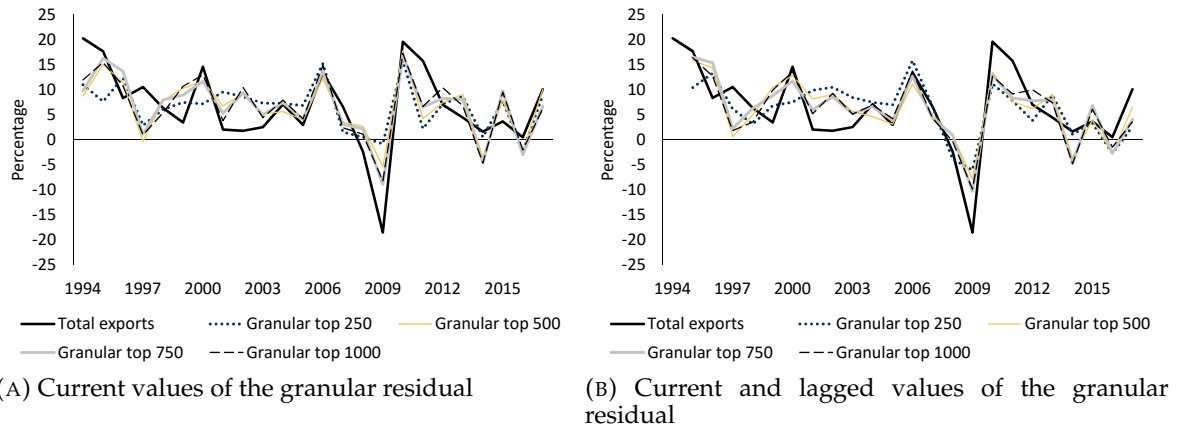 25
20
15
10
5
0
-5
-10
-15
-20
-25
Percentage
1994 1997 2000 2003 2006 2009 2012 2015
Total exports Granular top 250 Granular top 500
Granular top 750 Granular top 1000
(A) Current values of the granular residual
25
20
15
10
5
0
-5
-10
-15
-20
-25
Percentage
1994 1997 2000 2003 2006 2009 2012 2015
Total exports Granular top 250 Granular top 500
Granular top 750 Granular top 1000
(B) Current and lagged values of the granular
residual